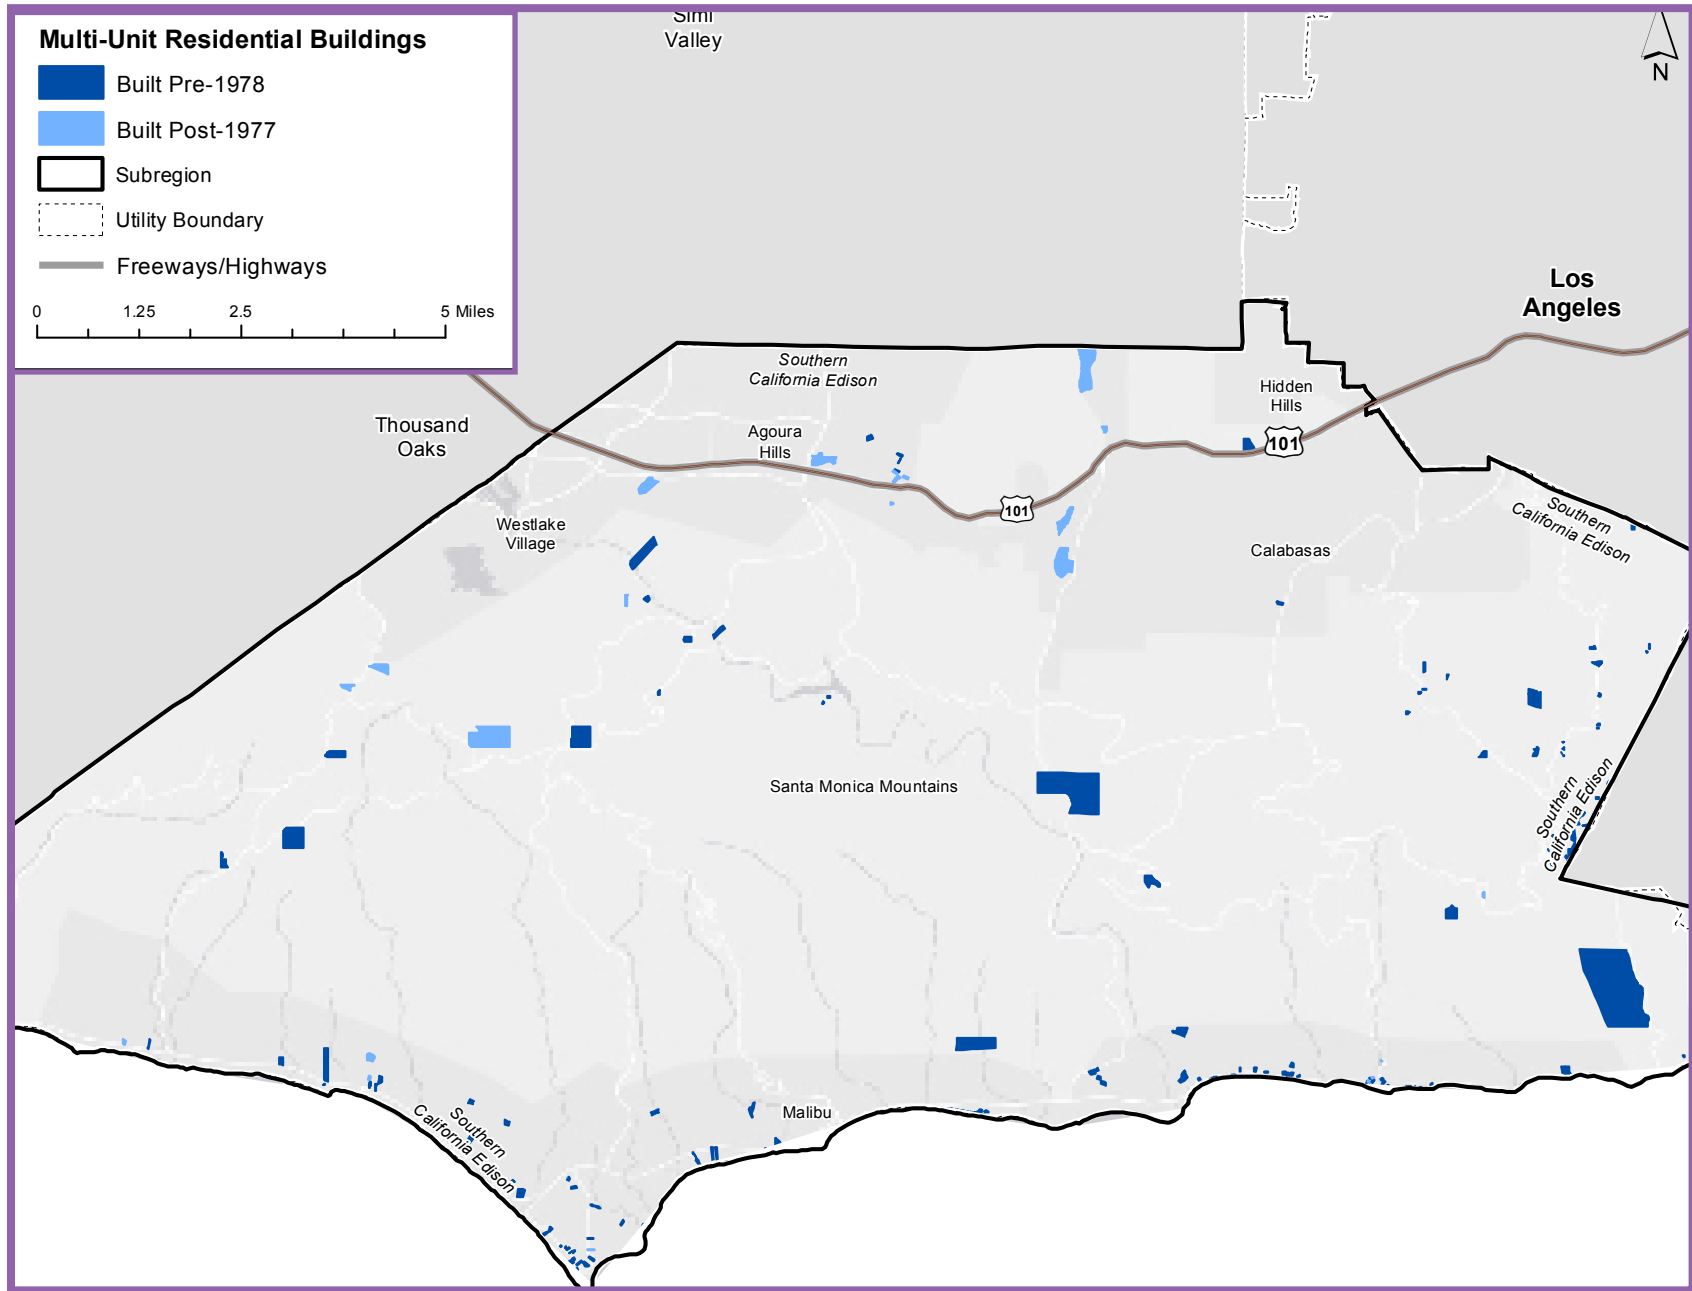 Multi-Unit Residential Buildings
Built Pre-1978
Built Post-1977
Subregion
Utility Boundary
Freeways/Highways
0 1.25 2.5 5 Miles
Simi
Valley
N
Los
Angeles
Southern
California Edison
Hidden
Hills
Thousand
Oaks
Agoura
Hills
101
101
Westlake
Village
Southern
California Edison
Calabasas
Santa Monica Mountains
Southern
California Edison
Malibu
Southern
California Edison